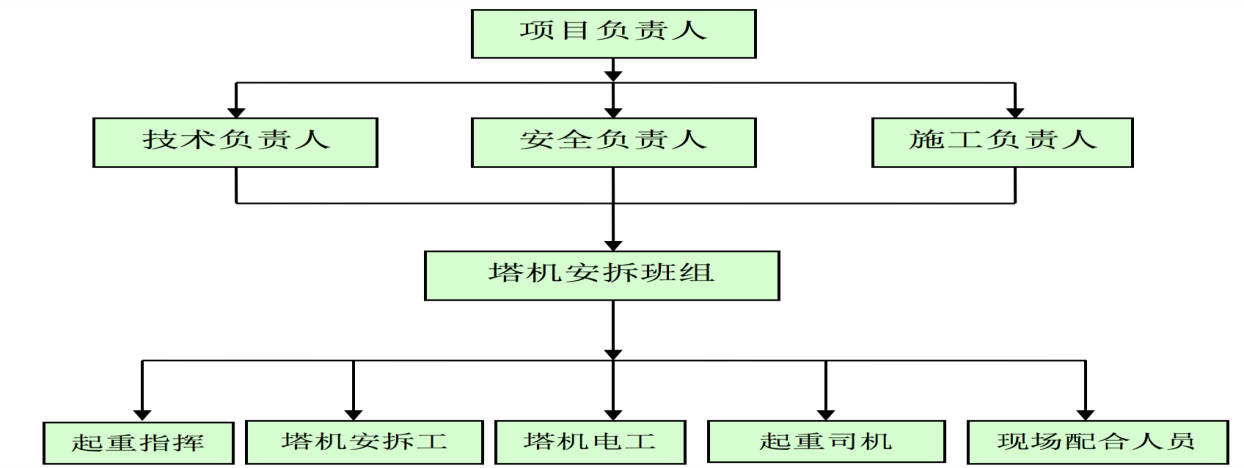 项目负责人
技术负责人
安全负责人
施工负责人
塔机安拆班组
起重指挥
塔机安拆工
塔机电工
起重司机
现场配合人员